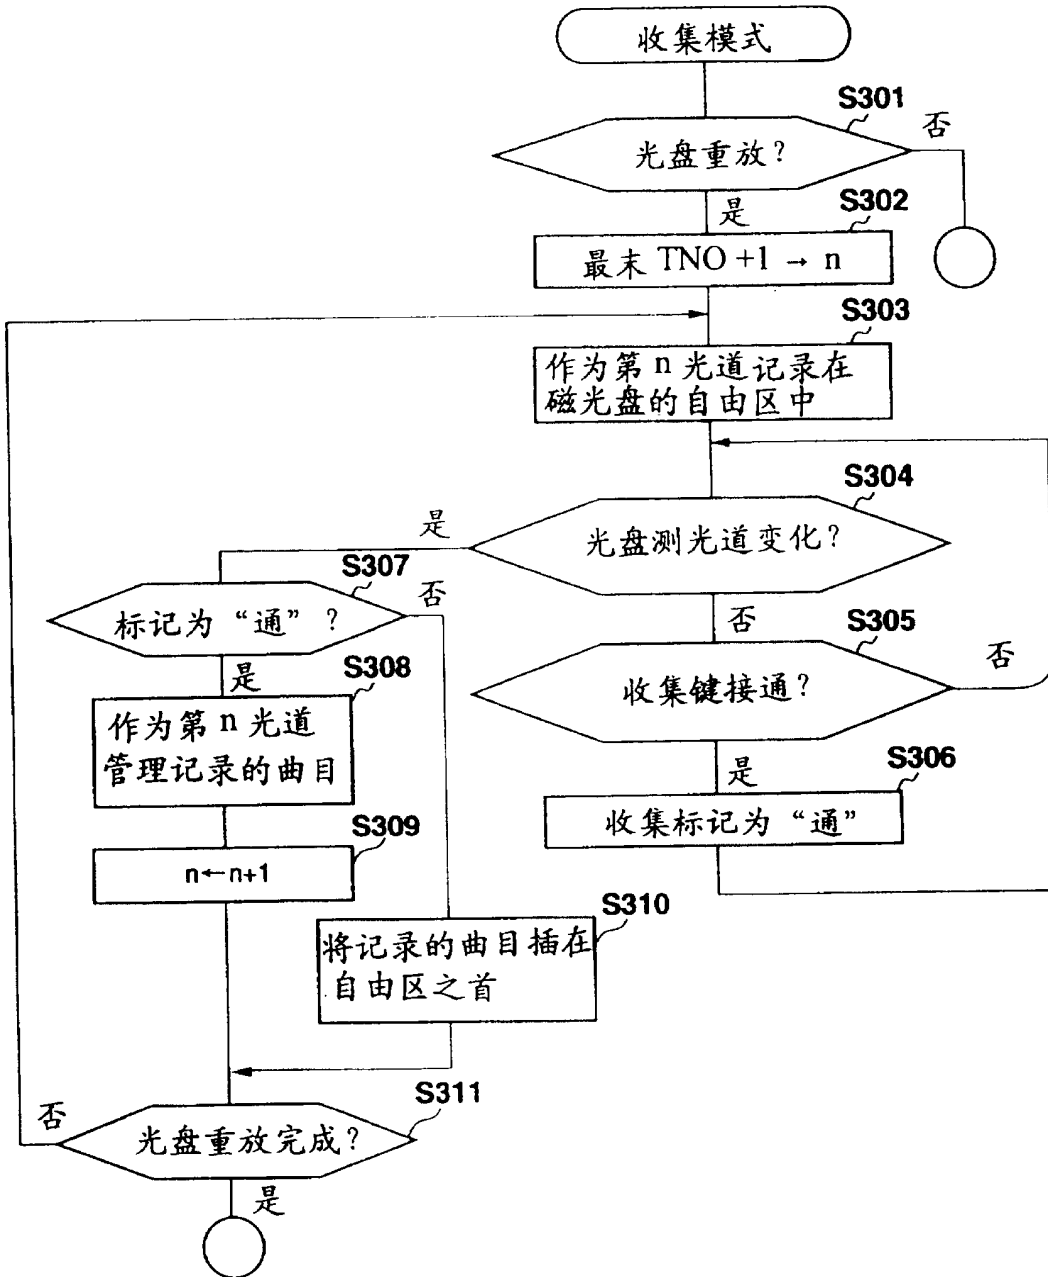 收集模式
S301
光盘重放？
否
是
S302
最末 TNO +1 → n
S303
作为第 n 光道记录在
磁光盘的自由区中
S304
光盘测光道变化？
是
否
S307
标记为“通”？
否
是
S305
收集键接通？
否
是
S308
作为第 n 光道
管理记录的曲目
S306
收集标记为“通”
S309
n←n+1
S310
将记录的曲目插在
自由区之首
S311
光盘重放完成？
否
是